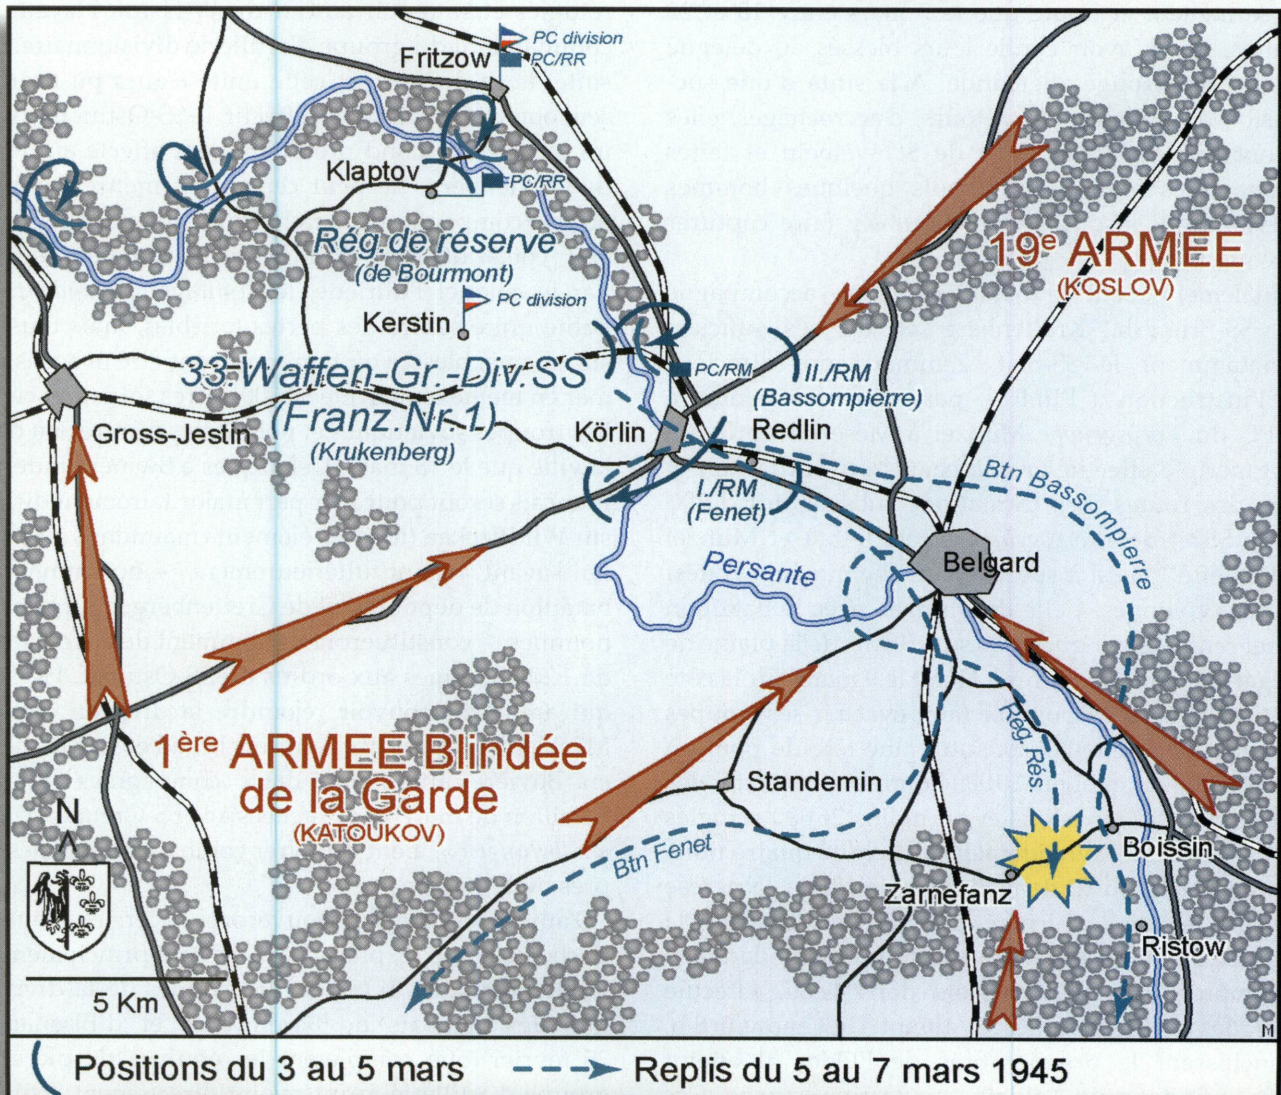 Fritzow
PC division
PC/RR
Klaptov
PC/RR
Rég. de réserve
(de Bourmont)
PC division
Kerstin
19e ARMEE
(KOSLOV)
33 Waffen-Gr.-Div. SS
(Franz. Nr. 1)
(Krukenberg)
PC/RM
II./RM
(Bassompierre)
Gross-Jestin
Körlin
Redlin
I./RM
(Fenet)
Btn Bassompierre
Persante
Belgard
1ère ARMEE Blindée
de la Garde
(KATOUKOV)
Standemin
Rég. Rés.
Btn Fenet
Boissin
Zarnefanz
Ristow
N
5 Km
M
Positions du 3 au 5 mars
Replis du 5 au 7 mars 1945